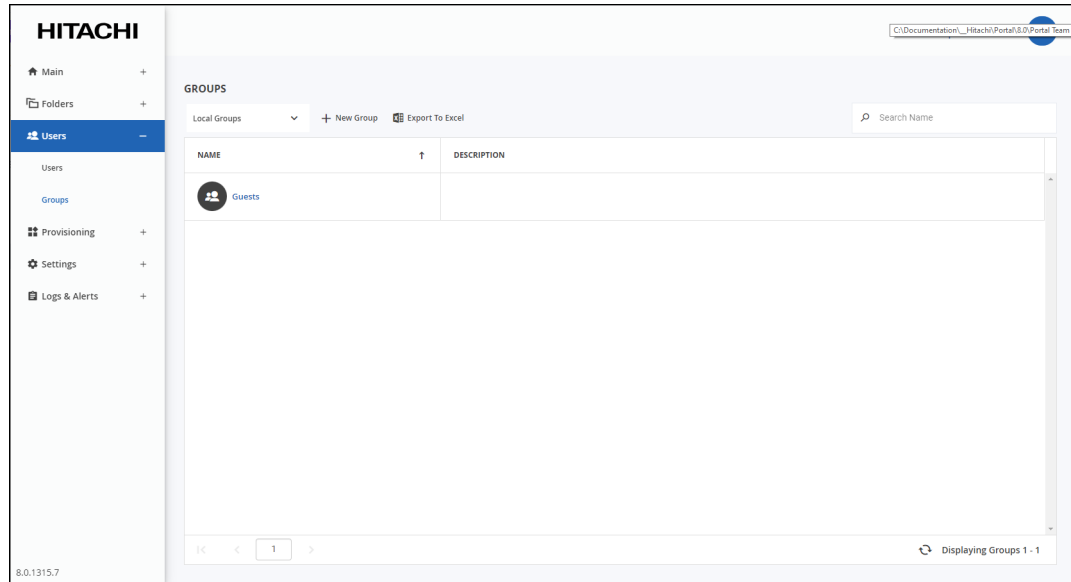 HITACHI
C:\Documentation\_Hitachi\Portal\8.0\Portal Team
Main
Folders
Users
Users
Groups
Provisioning
Settings
Logs & Alerts
8.0.1315.7
GROUPS
Local Groups
New Group
Export To Excel
Search Name
NAME
DESCRIPTION
Guests
1
Displaying Groups 1 - 1